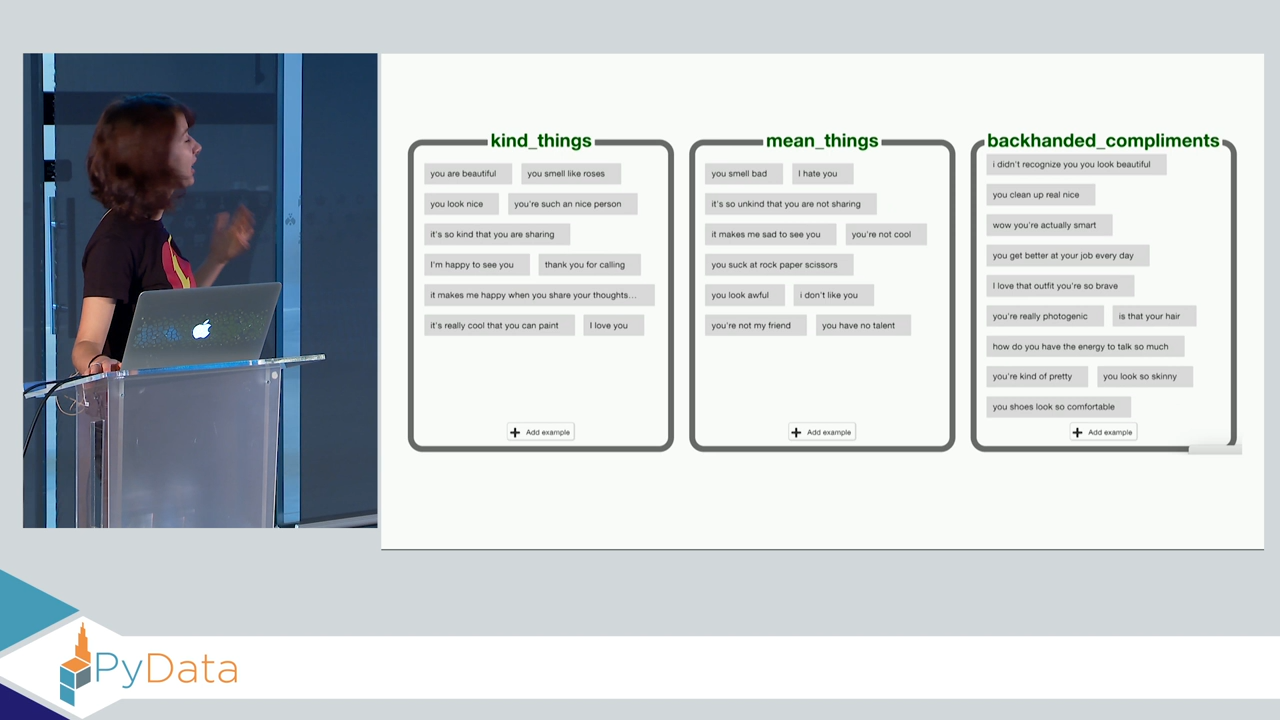 kind_things
you are beautiful you smell like roses
you look nice you're such an nice person
it's so kind that you are sharing
I'm happy to see you thank you for calling
it makes me happy when you share your thoughts...
it's really cool that you can paint I love you
Add example
mean_things
you smell bad I hate you
it's so unkind that you are not sharing
it makes me sad to see you you're not cool
you suck at rock paper scissors
you look awful i don't like you
you're not my friend you have no talent
Add example
backhanded_compliments
i didn't recognize you you look beautiful
you clean up real nice
wow you're actually smart
you get better at your job every day
I love that outfit you're so brave
you're really photogenic is that your hair
how do you have the energy to talk so much
you're kind of pretty you look so skinny
you shoes look so comfortable
Add example
PyData